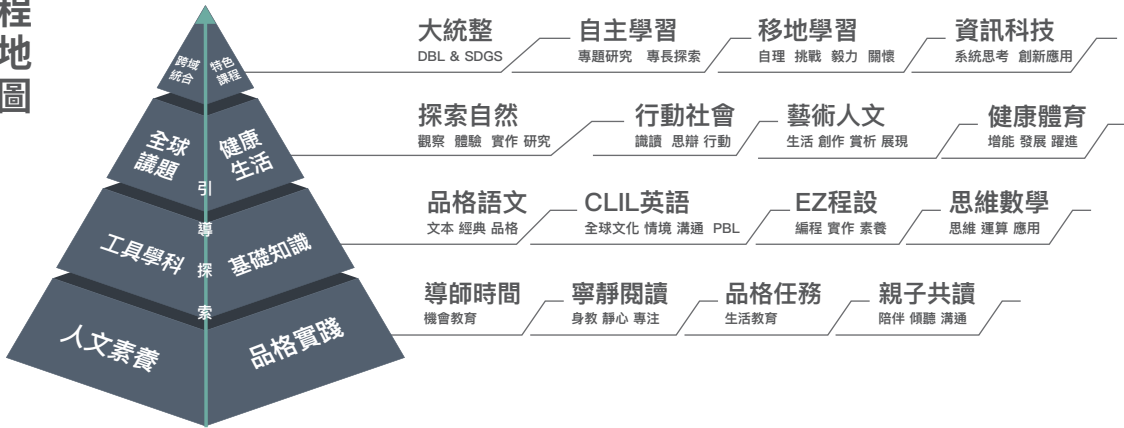 程地圖
跨域
統合
特色
課程
全球
議題
健康
生活
工具學科
基礎知識
人文素養
品格實踐
引導探索
大統整
DBL & SDGS
自主學習
專題研究 專長探索
移地學習
自理 挑戰 毅力 關懷
資訊科技
系統思考 創新應用
探索自然
觀察 體驗 實作 研究
行動社會
識讀 思辯 行動
藝術人文
生活 創作 賞析 展現
健康體育
增能 發展 躍進
品格語文
文本 經典 品格
CLIL英語
全球文化 情境 溝通 PBL
EZ程設
編程 實作 素養
思維數學
思維 運算 應用
導師時間
機會教育
寧靜閱讀
身教 靜心 專注
品格任務
生活教育
親子共讀
陪伴 傾聽 溝通